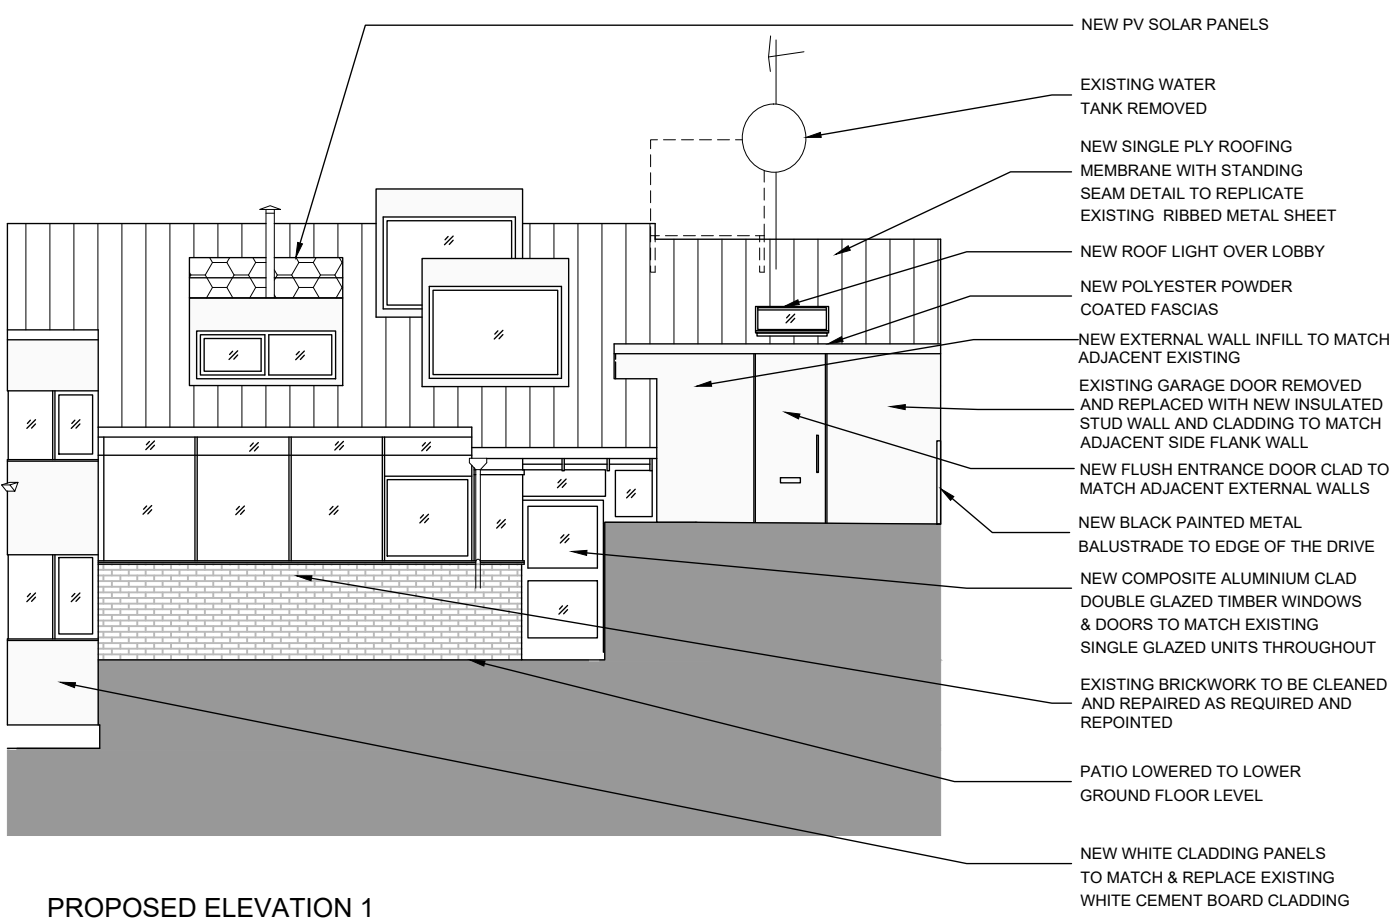 NEW PV SOLAR PANELS
EXISTING WATER
TANK REMOVED
NEW SINGLE PLY ROOFING
MEMBRANE WITH STANDING
SEAM DETAIL TO REPLICATE
EXISTING RIBBED METAL SHEET
NEW ROOF LIGHT OVER LOBBY
NEW POLYESTER POWDER
COATED FASCIAS
NEW EXTERNAL WALL INFILL TO MATCH
ADJACENT EXISTING
EXISTING GARAGE DOOR REMOVED
AND REPLACED WITH NEW INSULATED
STUD WALL AND CLADDING TO MATCH
ADJACENT SIDE FLANK WALL
NEW FLUSH ENTRANCE DOOR CLAD TO
MATCH ADJACENT EXTERNAL WALLS
NEW BLACK PAINTED METAL
BALUSTRADE TO EDGE OF THE DRIVE
NEW COMPOSITE ALUMINIUM CLAD
DOUBLE GLAZED TIMBER WINDOWS
& DOORS TO MATCH EXISTING
SINGLE GLAZED UNITS THROUGHOUT
EXISTING BRICKWORK TO BE CLEANED
AND REPAIRED AS REQUIRED AND
REPOINTED
PATIO LOWERED TO LOWER
GROUND FLOOR LEVEL
NEW WHITE CLADDING PANELS
TO MATCH & REPLACE EXISTING
WHITE CEMENT BOARD CLADDING
PROPOSED ELEVATION 1